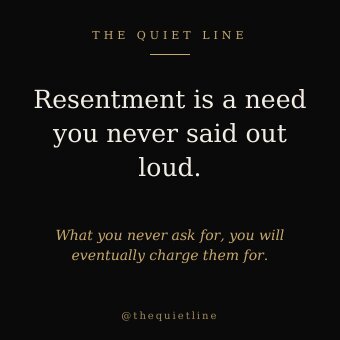 THE QUIET LINE
Resentment is a need
you never said out
loud.
What you never ask for, you will
eventually charge them for.
@thequietline